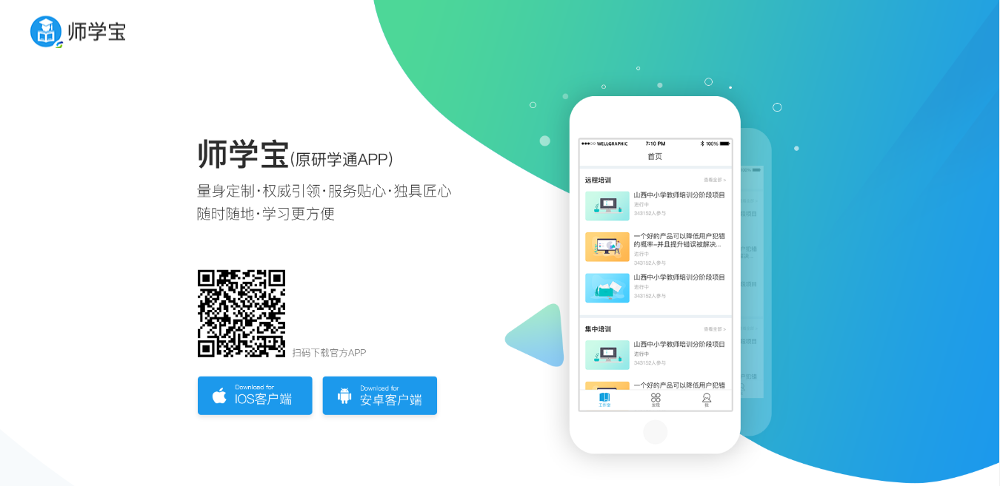 师学宝
师学宝(原研学通APP)
量身定制·权威引领·服务贴心·独具匠心
随时随地·学习更方便
扫码下载官方APP
Download for
IOS客户端
Download for
安卓客户端
WELLGRAPHIC 7:10 PM 100%
首页
远程培训 查看全部 >
山西中小学教师培训分阶段项目
进行中
343152人参与
一个好的产品可以降低用户犯错
的概率-并且提升错误被解决...
进行中
343152人参与
山西中小学教师培训分阶段项目
进行中
343152人参与
集中培训 查看全部 >
山西中小学教师培训分阶段项目
进行中
343152人参与
一个好的产品可以降低用户犯错
工作室 发现 我